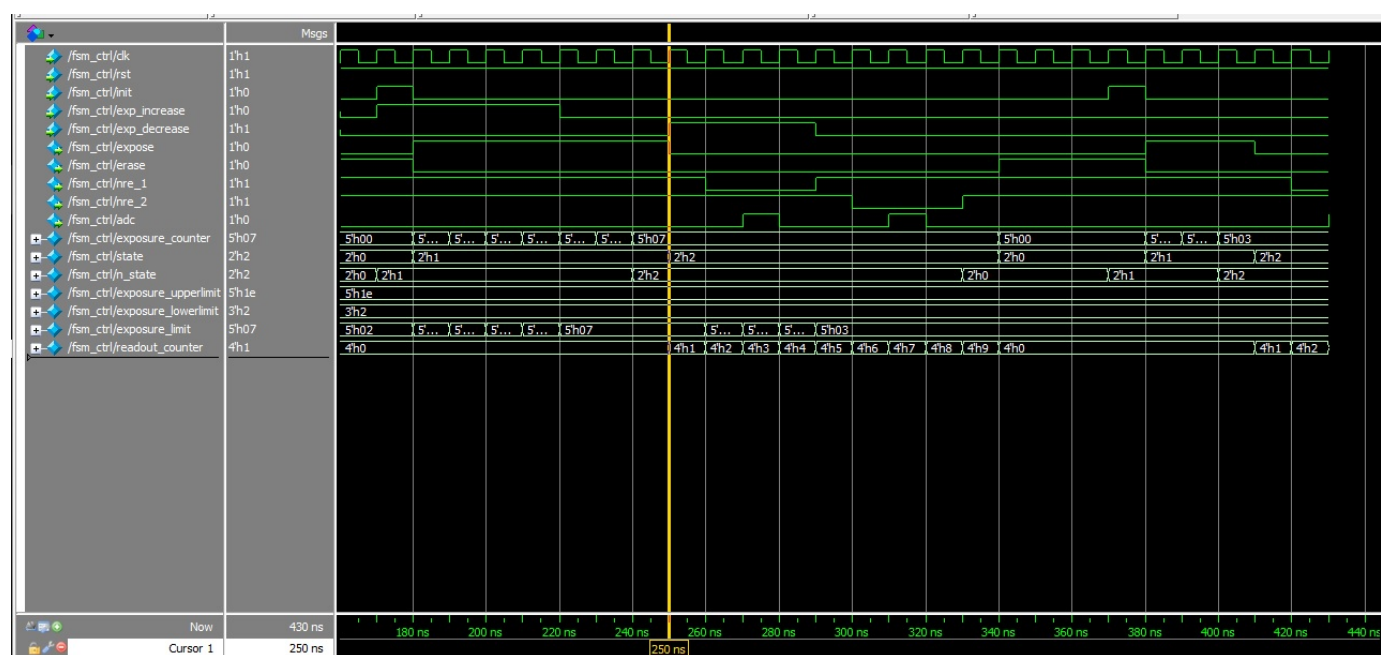 Msgs
/fsm_ctrl/clk 1'h1
/fsm_ctrl/rst 1'h1
/fsm_ctrl/init 1'h0
/fsm_ctrl/exp_increase 1'h0
/fsm_ctrl/exp_decrease 1'h1
/fsm_ctrl/expose 1'h0
/fsm_ctrl/erase 1'h0
/fsm_ctrl/nre_1 1'h1
/fsm_ctrl/nre_2 1'h1
/fsm_ctrl/adc 1'h0
/fsm_ctrl/exposure_counter 5'h07 5'h00 5'... 5'... 5'... 5'... 5'... 5'... 5'h07 5'h00 5'... 5'... 5'h03
/fsm_ctrl/state 2'h2 2'h0 2'h1 2'h2 2'h0 2'h1 2'h2
/fsm_ctrl/n_state 2'h2 2'h0 2'h1 2'h2 2'h0 2'h1 2'h2
/fsm_ctrl/exposure_upperlimit 5'h1e 5'h1e
/fsm_ctrl/exposure_lowerlimit 3'h2 3'h2
/fsm_ctrl/exposure_limit 5'h07 5'h02 5'... 5'... 5'... 5'... 5'h07 5'... 5'... 5'... 5'h03
/fsm_ctrl/readout_counter 4'h1 4'h0 4'h1 4'h2 4'h3 4'h4 4'h5 4'h6 4'h7 4'h8 4'h9 4'h0 4'h1 4'h2
Now 430 ns 180 ns 200 ns 220 ns 240 ns 260 ns 280 ns 300 ns 320 ns 340 ns 360 ns 380 ns 400 ns 420 ns 440 ns
Cursor 1 250 ns 250 ns